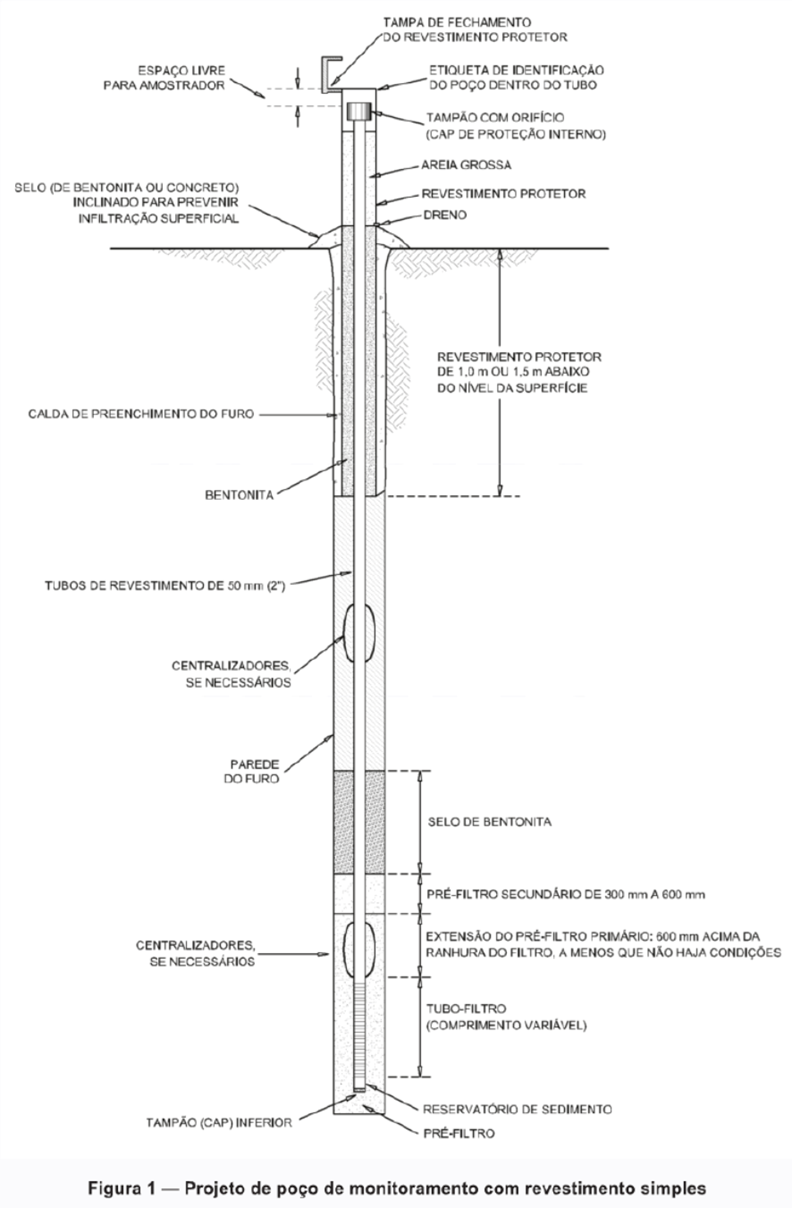 TAMPA DE FECHAMENTO
DO REVESTIMENTO PROTETOR
ESPAÇO LIVRE
PARA AMOSTRADOR
ETIQUETA DE IDENTIFICAÇÃO
DO POÇO DENTRO DO TUBO
TAMPÃO COM ORIFÍCIO
(CAP DE PROTEÇÃO INTERNO)
AREIA GROSSA
SELO (DE BENTONITA OU CONCRETO)
INCLINADO PARA PREVENIR
INFILTRAÇÃO SUPERFICIAL
REVESTIMENTO PROTETOR
DRENO
REVESTIMENTO PROTETOR
DE 1,0 m OU 1,5 m ABAIXO
DO NÍVEL DA SUPERFÍCIE
CALDA DE PREENCHIMENTO DO FURO
BENTONITA
TUBOS DE REVESTIMENTO DE 50 mm (2")
CENTRALIZADORES,
SE NECESSÁRIOS
PAREDE
DO FURO
SELO DE BENTONITA
PRÉ-FILTRO SECUNDÁRIO DE 300 mm A 600 mm
CENTRALIZADORES,
SE NECESSÁRIOS
EXTENSÃO DO PRÉ-FILTRO PRIMÁRIO: 600 mm ACIMA DA
RANHURA DO FILTRO, A MENOS QUE NÃO HAJA CONDIÇÕES
TUBO-FILTRO
(COMPRIMENTO VARIÁVEL)
RESERVATÓRIO DE SEDIMENTO
TAMPÃO (CAP) INFERIOR
PRÉ-FILTRO
Figura 1 — Projeto de poço de monitoramento com revestimento simples